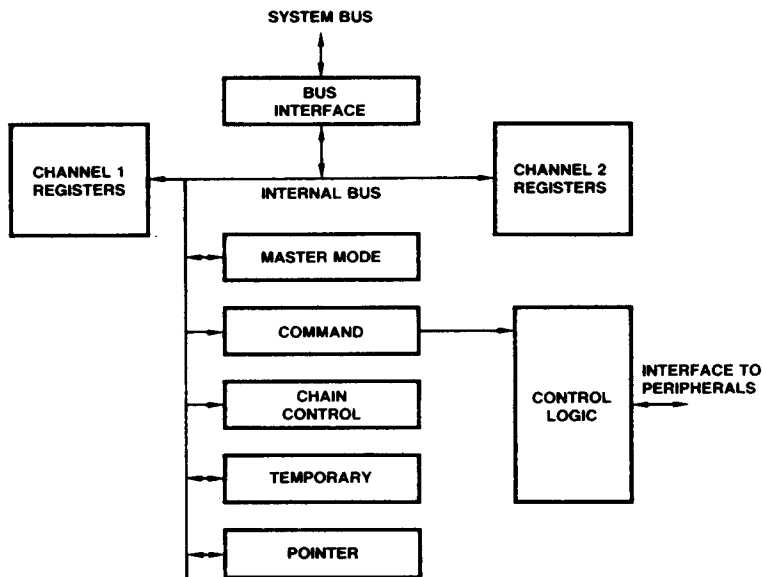 SYSTEM BUS
BUS
INTERFACE
CHANNEL 1
REGISTERS
CHANNEL 2
REGISTERS
INTERNAL BUS
MASTER MODE
COMMAND
CHAIN
CONTROL
TEMPORARY
POINTER
CONTROL
LOGIC
INTERFACE TO
PERIPHERALS